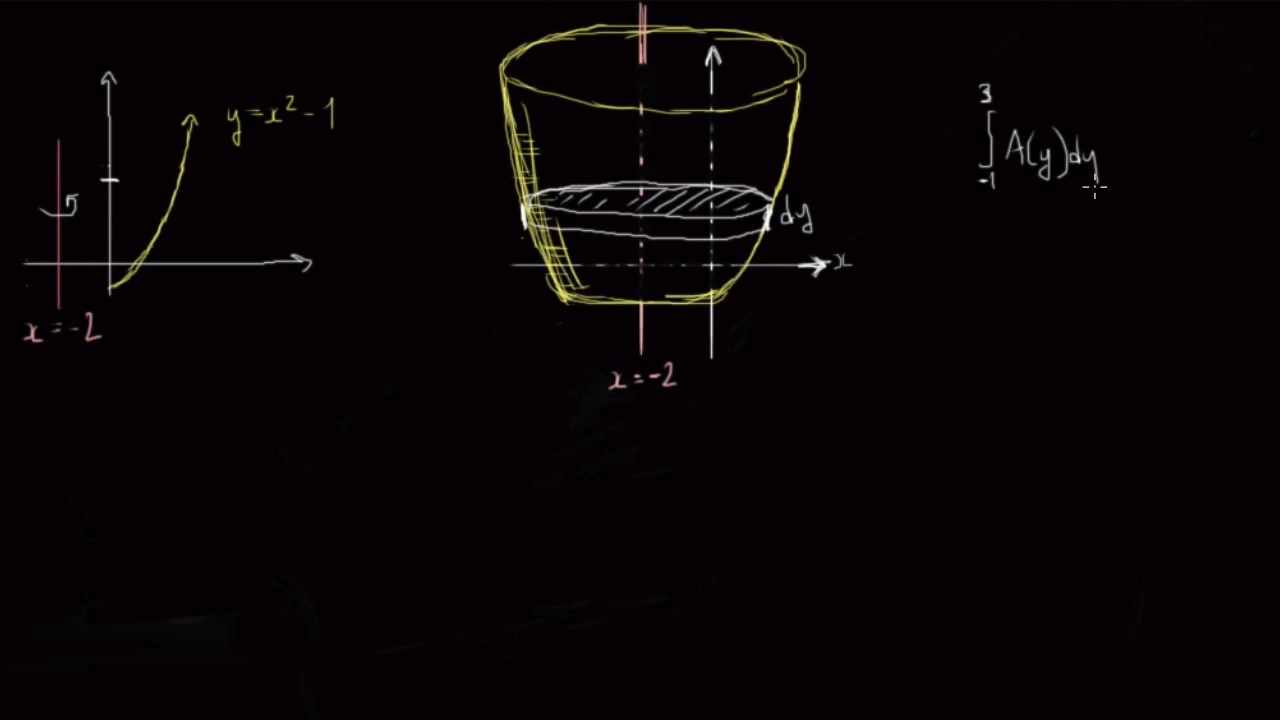 y = x² - 1
x = -2
dy
x
x = -2
3
∫ A(y) dy
-1